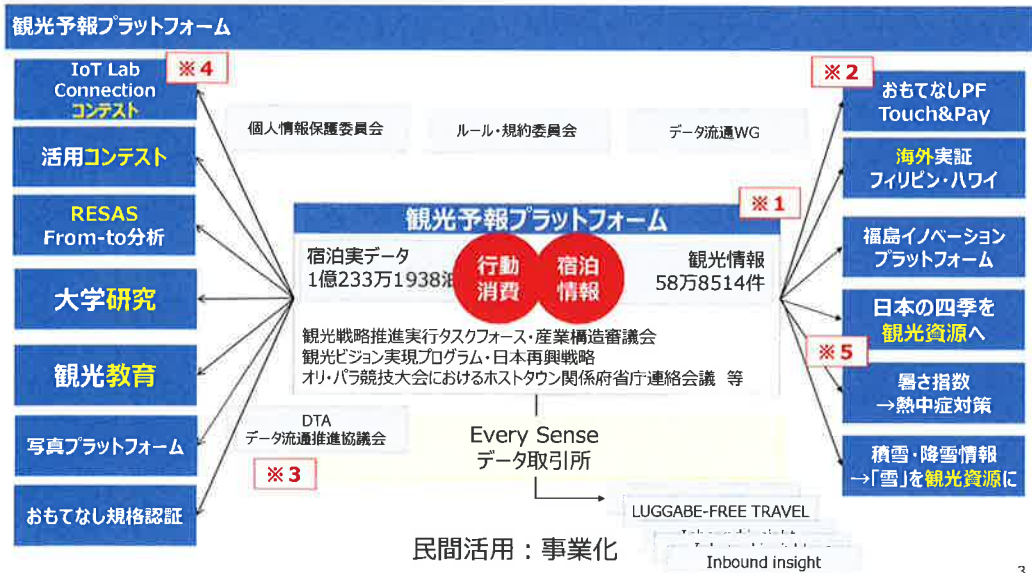 観光予報プラットフォーム
IoT Lab
Connection
コンテスト
※4
活用コンテスト
RESAS
From-to分析
大学研究
観光教育
写真プラットフォーム
おもてなし規格認証
個人情報保護委員会
ルール・規約委員会
データ流通WG
※1
観光予報プラットフォーム
宿泊実データ
1億233万1938泊
行動
消費
宿泊
情報
観光情報
58万8514件
観光戦略推進実行タスクフォース・産業構造審議会
観光ビジョン実現プログラム・日本再興戦略
オリ・パラ競技大会におけるホストタウン関係府省庁連絡会議 等
DTA
データ流通推進協議会
※3
Every Sense
データ取引所
LUGGABE-FREE TRAVEL
Inbound insight
民間活用：事業化
※2
おもてなしPF
Touch&Pay
海外実証
フィリピン・ハワイ
福島イノベーション
プラットフォーム
日本の四季を
観光資源へ
※5
暑さ指数
→熱中症対策
積雪・降雪情報
→「雪」を観光資源に
3